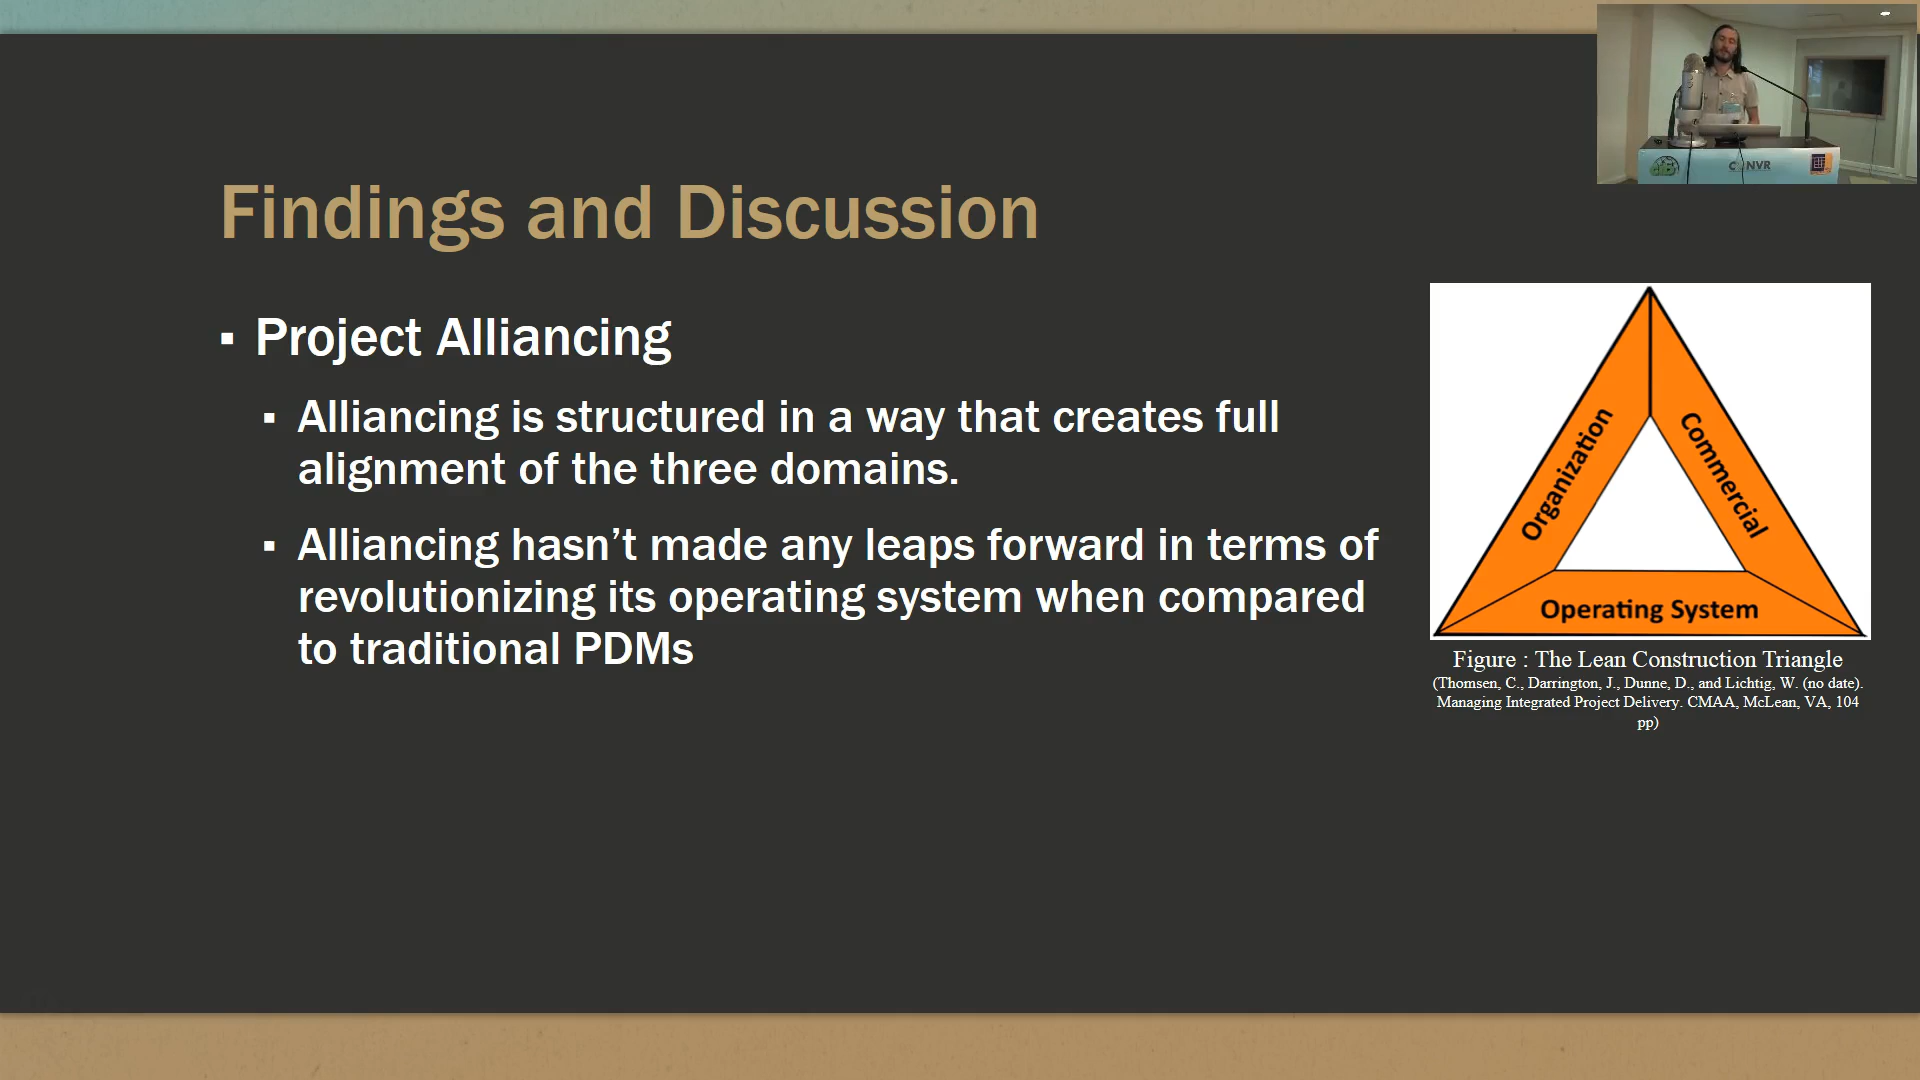 Findings and Discussion
▪ Project Alliancing
▪ Alliancing is structured in a way that creates full
alignment of the three domains.
▪ Alliancing hasn’t made any leaps forward in terms of
revolutionizing its operating system when compared
to traditional PDMs
Organization
Commercial
Operating System
Figure : The Lean Construction Triangle
(Thomsen, C., Darrington, J., Dunne, D., and Lichtig, W. (no date).
Managing Integrated Project Delivery. CMAA, McLean, VA, 104
pp)